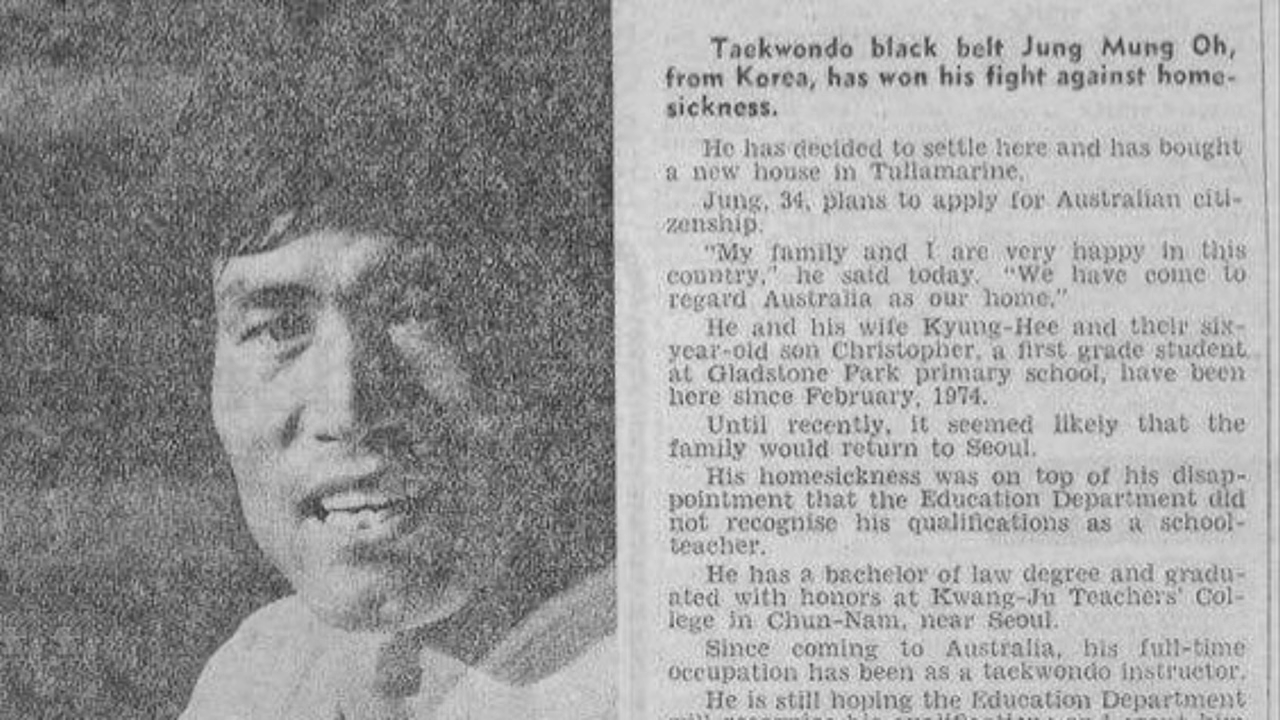 Taekwondo black belt Jung Mung Oh,
from Korea, has won his fight against home-
sickness.
He has decided to settle here and has bought
a new house in Tullamarine.
Jung, 34, plans to apply for Australian citi-
zenship.
"My family and I are very happy in this
country," he said today. "We have come to
regard Australia as our home."
He and his wife Kyung-Hee and their six-
year-old son Christopher, a first grade student
at Gladstone Park primary school, have been
here since February, 1974.
Until recently, it seemed likely that the
family would return to Seoul.
His homesickness was on top of his disap-
pointment that the Education Department did
not recognise his qualifications as a school-
teacher.
He has a bachelor of law degree and gradu-
ated with honors at Kwang-Ju Teachers' Col-
lege in Chun-Nam, near Seoul.
Since coming to Australia, his full-time
occupation has been as a taekwondo instructor.
He is still hoping the Education Department